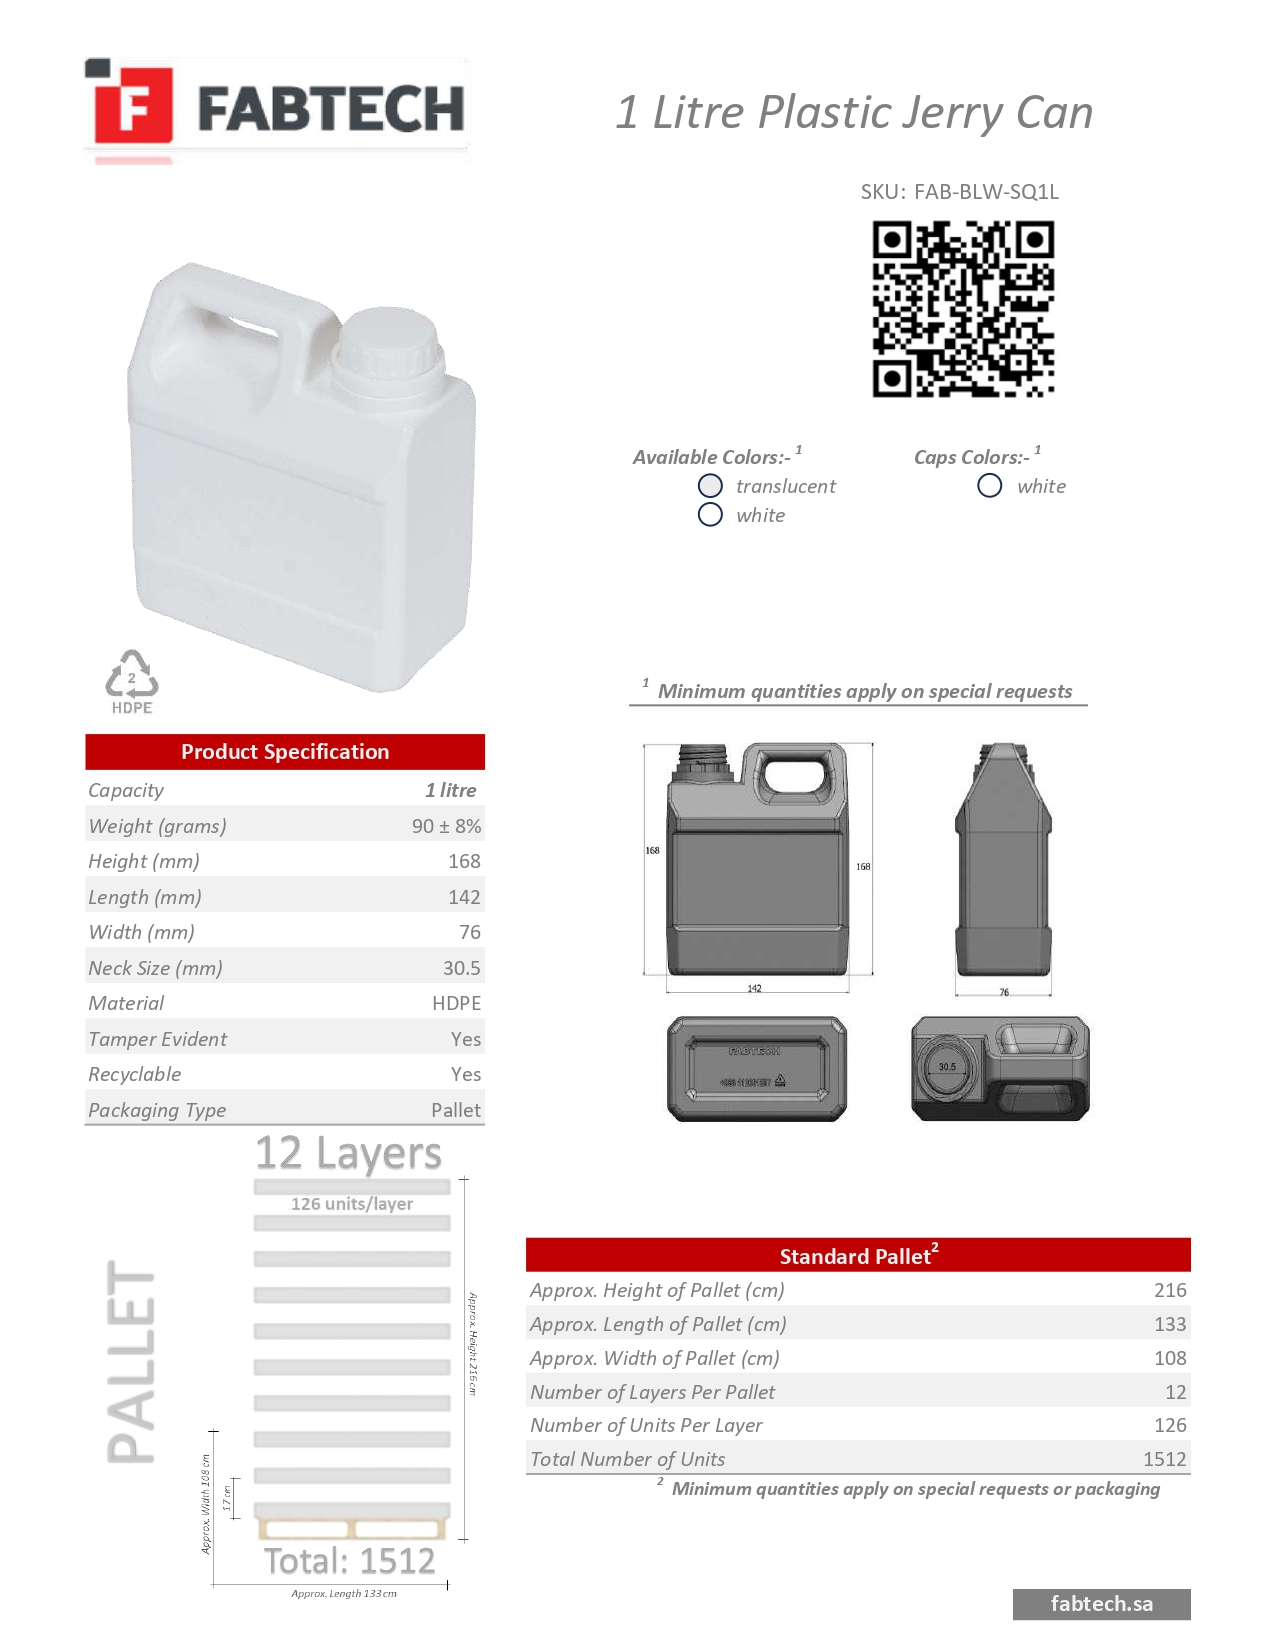 FABTECH
1 Litre Plastic Jerry Can
SKU: FAB-BLW-SQ1L
Available Colors:- 1
translucent
white
Caps Colors:- 1
white
2
HDPE
1 Minimum quantities apply on special requests
Product Specification
Capacity 1 litre
Weight (grams) 90 ± 8%
Height (mm) 168
Length (mm) 142
Width (mm) 76
Neck Size (mm) 30.5
Material HDPE
Tamper Evident Yes
Recyclable Yes
Packaging Type Pallet
168
168
142
76
FABTECH
30.5
PALLET
12 Layers
126 units/layer
Approx. Height 216 cm
Approx. Width 108 cm
17 cm
Total: 1512
Approx. Length 133 cm
Standard Pallet2
Approx. Height of Pallet (cm) 216
Approx. Length of Pallet (cm) 133
Approx. Width of Pallet (cm) 108
Number of Layers Per Pallet 12
Number of Units Per Layer 126
Total Number of Units 1512
2 Minimum quantities apply on special requests or packaging
fabtech.sa